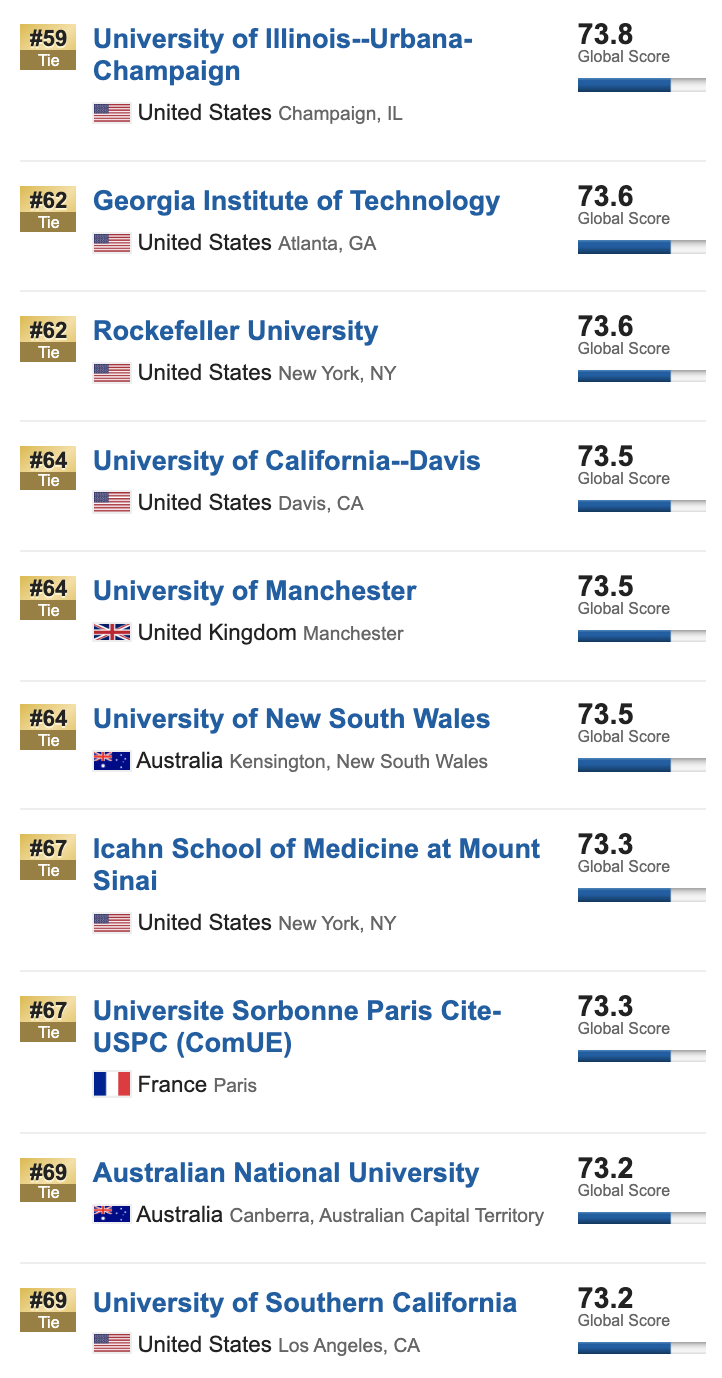 #59
Tie
University of Illinois--Urbana-
Champaign
United States Champaign, IL
73.8
Global Score
#62
Tie
Georgia Institute of Technology
United States Atlanta, GA
73.6
Global Score
#62
Tie
Rockefeller University
United States New York, NY
73.6
Global Score
#64
Tie
University of California--Davis
United States Davis, CA
73.5
Global Score
#64
Tie
University of Manchester
United Kingdom Manchester
73.5
Global Score
#64
Tie
University of New South Wales
Australia Kensington, New South Wales
73.5
Global Score
#67
Tie
Icahn School of Medicine at Mount
Sinai
United States New York, NY
73.3
Global Score
#67
Tie
Universite Sorbonne Paris Cite-
USPC (ComUE)
France Paris
73.3
Global Score
#69
Tie
Australian National University
Australia Canberra, Australian Capital Territory
73.2
Global Score
#69
Tie
University of Southern California
United States Los Angeles, CA
73.2
Global Score